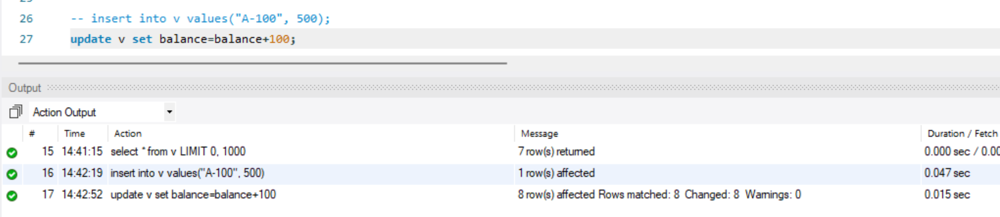 26 -- insert into v values("A-100", 500);
27 update v set balance=balance+100;
Output
Action Output
# Time Action Message Duration / Fetch
15 14:41:15 select * from v LIMIT 0, 1000 7 row(s) returned 0.000 sec / 0.00
16 14:42:19 insert into v values("A-100", 500) 1 row(s) affected 0.047 sec
17 14:42:52 update v set balance=balance+100 8 row(s) affected Rows matched: 8 Changed: 8 Warnings: 0 0.015 sec